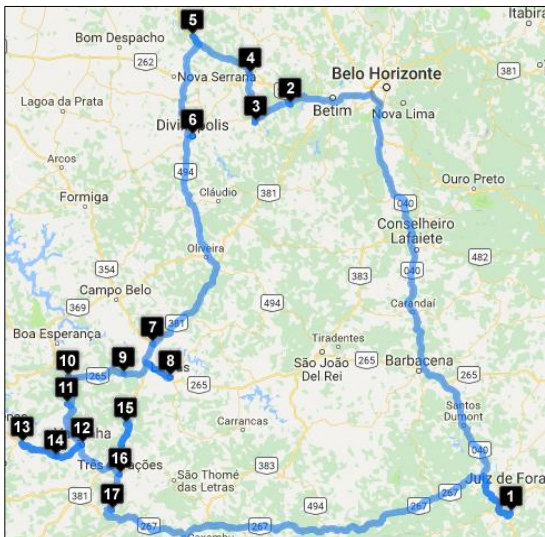 5
Bom Despacho
Itabira
262
4
381
Nova Serrana
Belo Horizonte
2
3
Betim
Nova Lima
Lagoa da Prata
6
Divinópolis
Arcos
494
Ouro Preto
Formiga
Cláudio
381
040
Conselheiro
Lafaiete
Oliveira
482
354
383
040
369
Campo Belo
494
Carandaí
7
381
Boa Esperança
Tiradentes
10
9
8
265
São João
Del Rei
Barbacena
265
265
11
15
Carrancas
Santos
Dumont
13
14
12
16
383
040
Três Corações
São Thomé
das Letras
Juiz de Fora
1
381
17
494
267
267
267
267
Caxambu